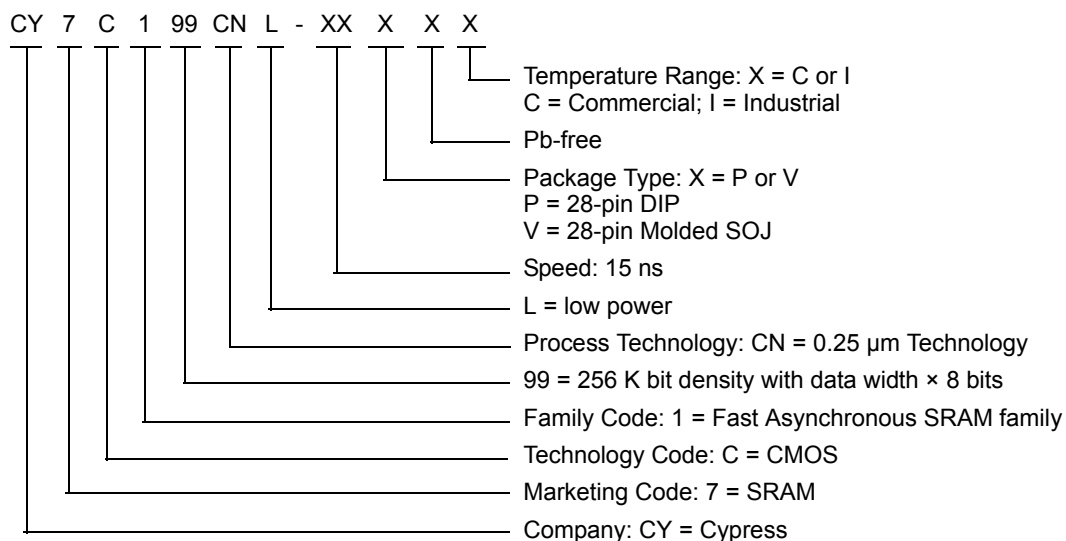 CY 7 C 1 99 CN L - XX X X X
Temperature Range: X = C or I
C = Commercial; I = Industrial
Pb-free
Package Type: X = P or V
P = 28-pin DIP
V = 28-pin Molded SOJ
Speed: 15 ns
L = low power
Process Technology: CN = 0.25 µm Technology
99 = 256 K bit density with data width × 8 bits
Family Code: 1 = Fast Asynchronous SRAM family
Technology Code: C = CMOS
Marketing Code: 7 = SRAM
Company: CY = Cypress